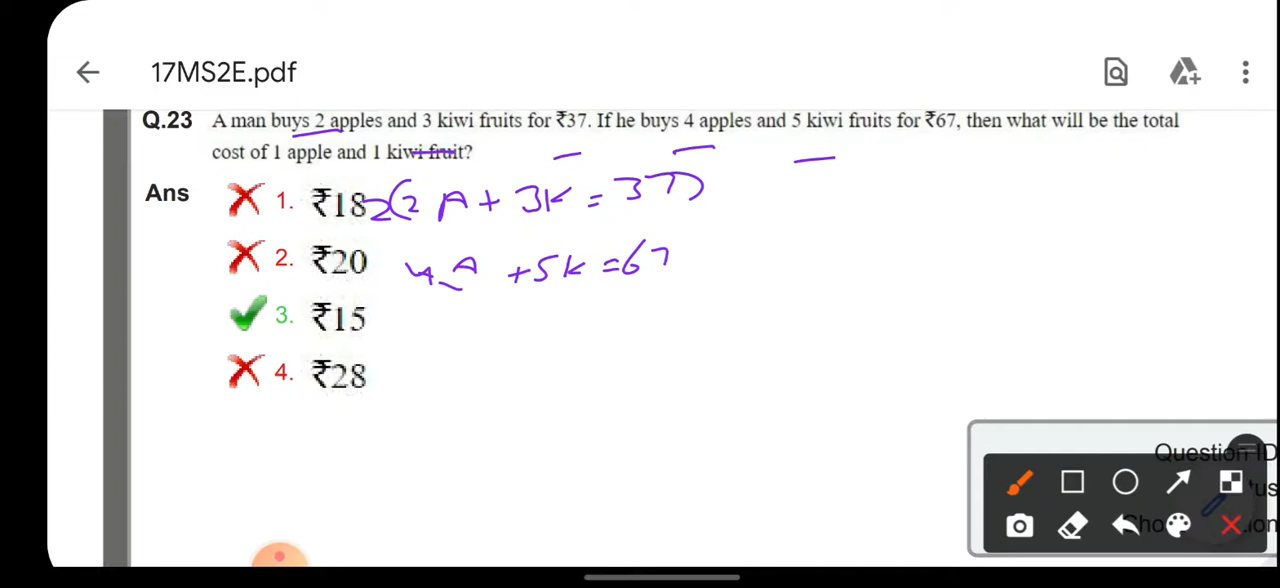 17MS2E.pdf
Q.23 A man buys 2 apples and 3 kiwi fruits for ₹37. If he buys 4 apples and 5 kiwi fruits for ₹67, then what will be the total
cost of 1 apple and 1 kiwi fruit?
Ans 1. ₹18
2(2A + 3K = 37)
2. ₹20
4A + 5K = 67
3. ₹15
4. ₹28
Question ID